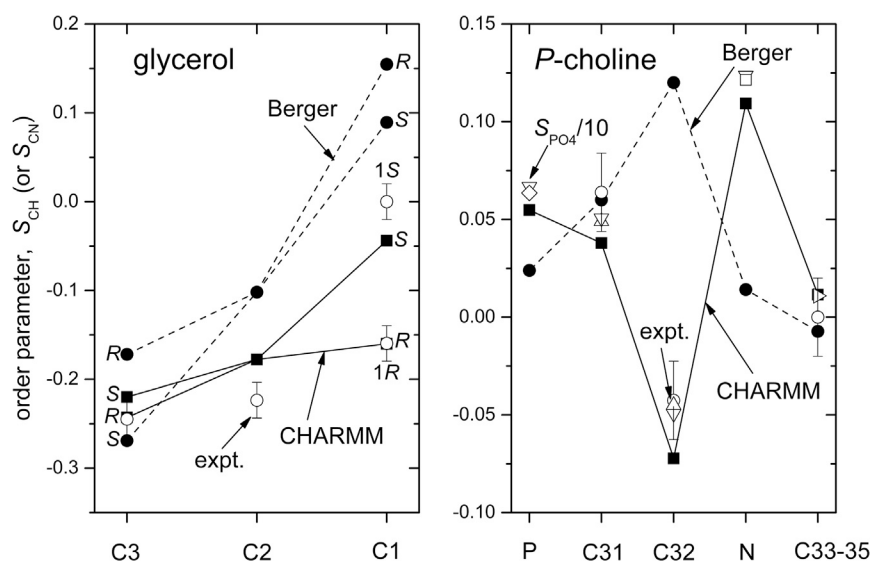 order parameter, SCH (or SCN)
0.2
0.1
0.0
-0.1
-0.2
-0.3
glycerol
Berger
R
S
1S
S
R
1R
R
S
R
S
expt.
CHARMM
C3
C2
C1
0.15
0.10
0.05
0.00
-0.05
-0.10
P-choline
Berger
SPO4/10
expt.
CHARMM
P
C31
C32
N
C33-35